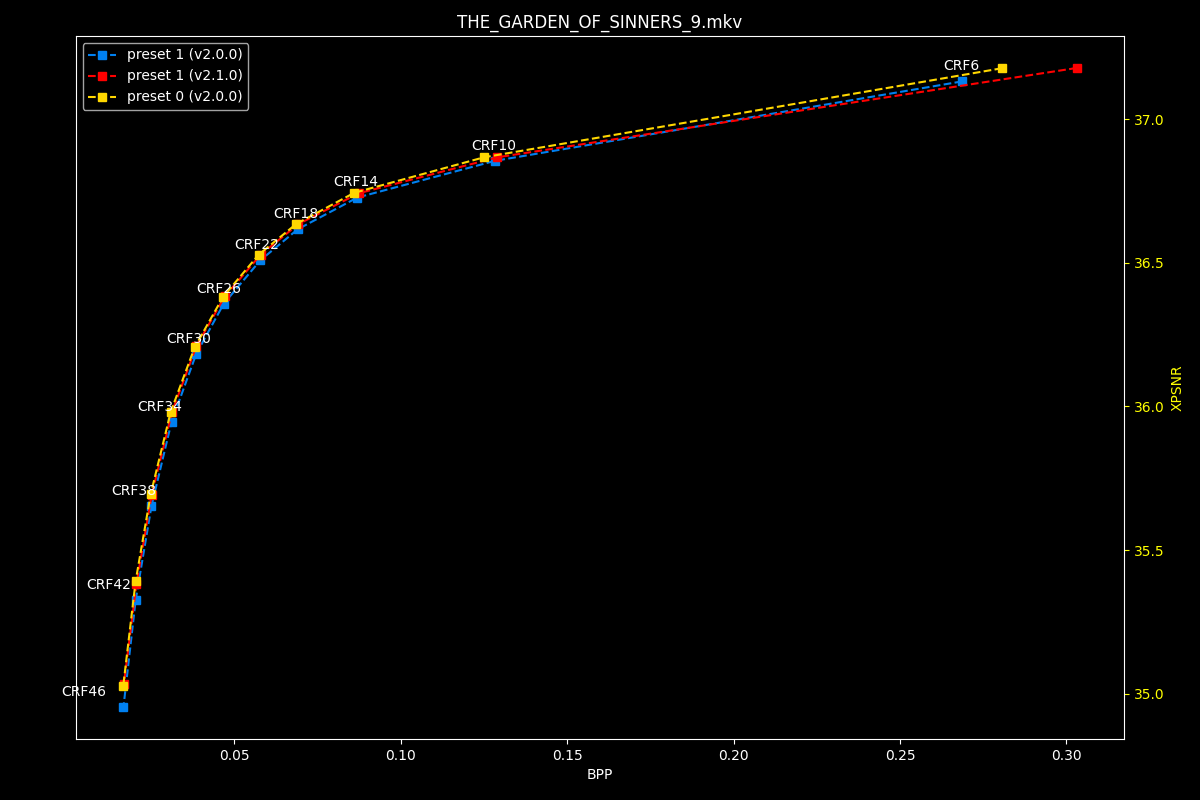 THE_GARDEN_OF_SINNERS_9.mkv
preset 1 (v2.0.0)
preset 1 (v2.1.0)
preset 0 (v2.0.0)
CRF6
CRF10
CRF14
CRF18
CRF22
CRF26
CRF30
CRF34
CRF38
CRF42
CRF46
37.0
36.5
36.0
35.5
35.0
XPSNR
0.05
0.10
0.15
0.20
0.25
0.30
BPP